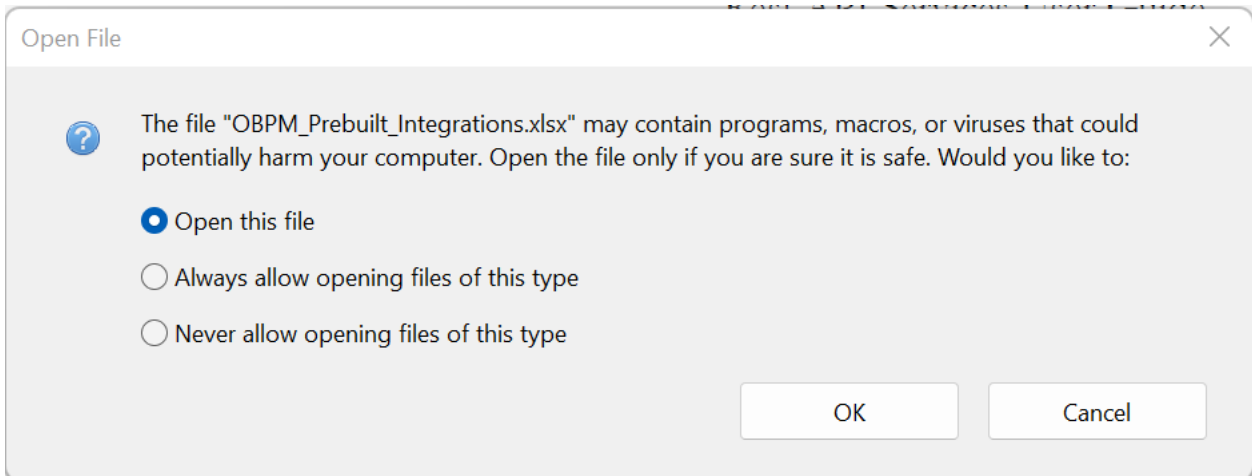 Open File
The file "OBPM_Prebuilt_Integrations.xlsx" may contain programs, macros, or viruses that could
potentially harm your computer. Open the file only if you are sure it is safe. Would you like to:
Open this file
Always allow opening files of this type
Never allow opening files of this type
OK
Cancel